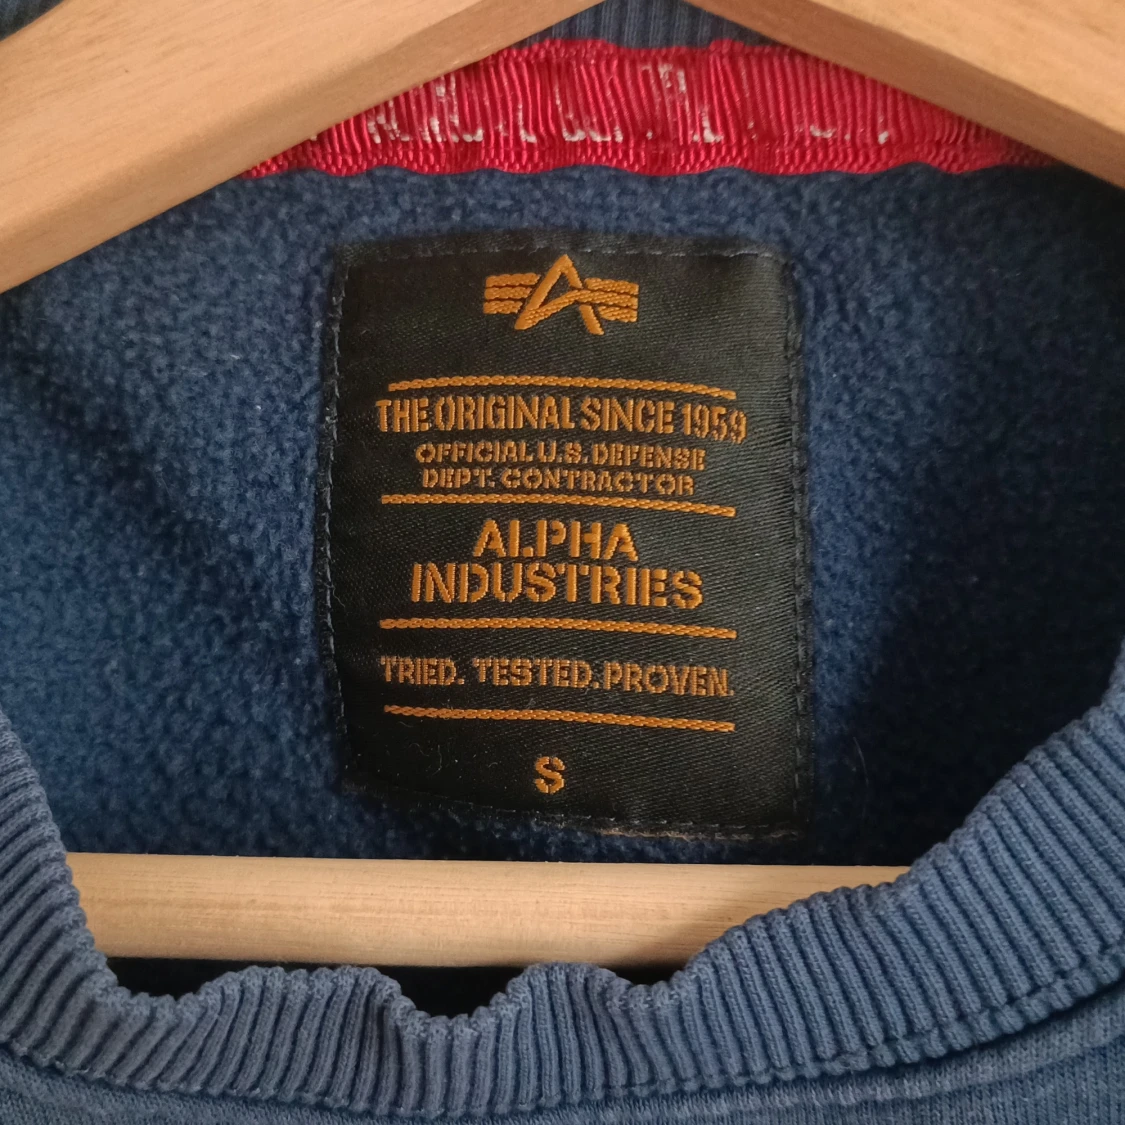 THE ORIGINAL SINCE 1959
OFFICIAL U.S. DEFENSE
DEPT. CONTRACTOR
ALPHA
INDUSTRIES
TRIED. TESTED. PROVEN.
S